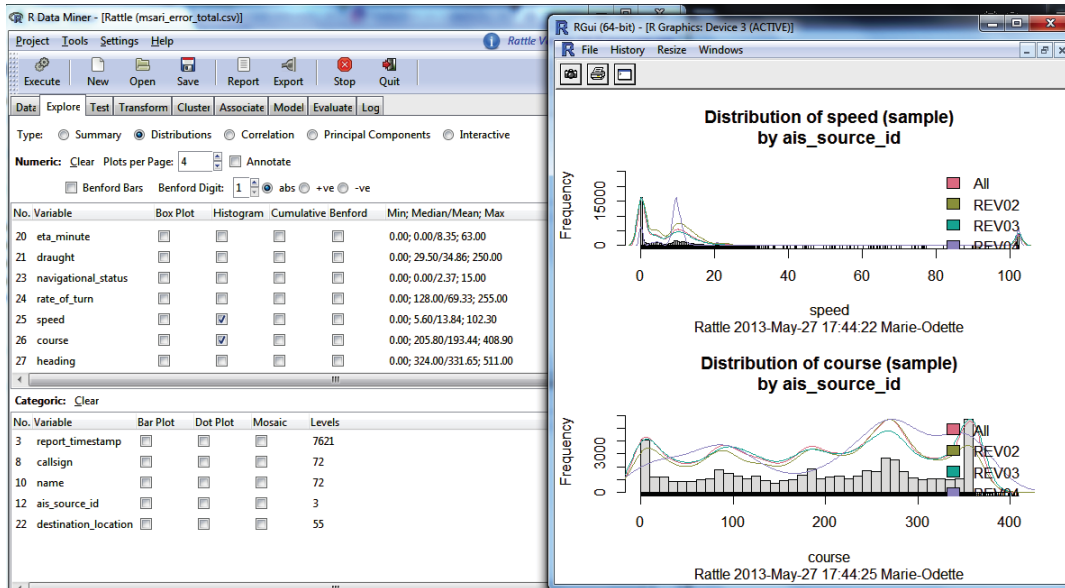 R Data Miner - [Rattle (msari_error_total.csv)]
Project Tools Settings Help
Rattle V
Execute New Open Save Report Export Stop Quit
Data Explore Test Transform Cluster Associate Model Evaluate Log
Type: Summary Distributions Correlation Principal Components Interactive
Numeric: Clear Plots per Page: 4 Annotate
Benford Bars Benford Digit: 1 abs +ve -ve
No. Variable Box Plot Histogram Cumulative Benford Min; Median/Mean; Max
20 eta_minute 0.00; 0.00/8.35; 63.00
21 draught 0.00; 29.50/34.86; 250.00
23 navigational_status 0.00; 0.00/2.37; 15.00
24 rate_of_turn 0.00; 128.00/69.33; 255.00
25 speed 0.00; 5.60/13.84; 102.30
26 course 0.00; 205.80/193.44; 408.90
27 heading 0.00; 324.00/331.65; 511.00
Categoric: Clear
No. Variable Bar Plot Dot Plot Mosaic Levels
3 report_timestamp 7621
8 callsign 72
10 name 72
12 ais_source_id 3
22 destination_location 55
R RGui (64-bit) - [R Graphics: Device 3 (ACTIVE)]
R File History Resize Windows
Distribution of speed (sample)
by ais_source_id
Frequency
0 15000
All
REV02
REV03
REV04
0 20 40 60 80 100
speed
Rattle 2013-May-27 17:44:22 Marie-Odette
Distribution of course (sample)
by ais_source_id
Frequency
0 3000
All
REV02
REV03
REV04
0 100 200 300 400
course
Rattle 2013-May-27 17:44:25 Marie-Odette